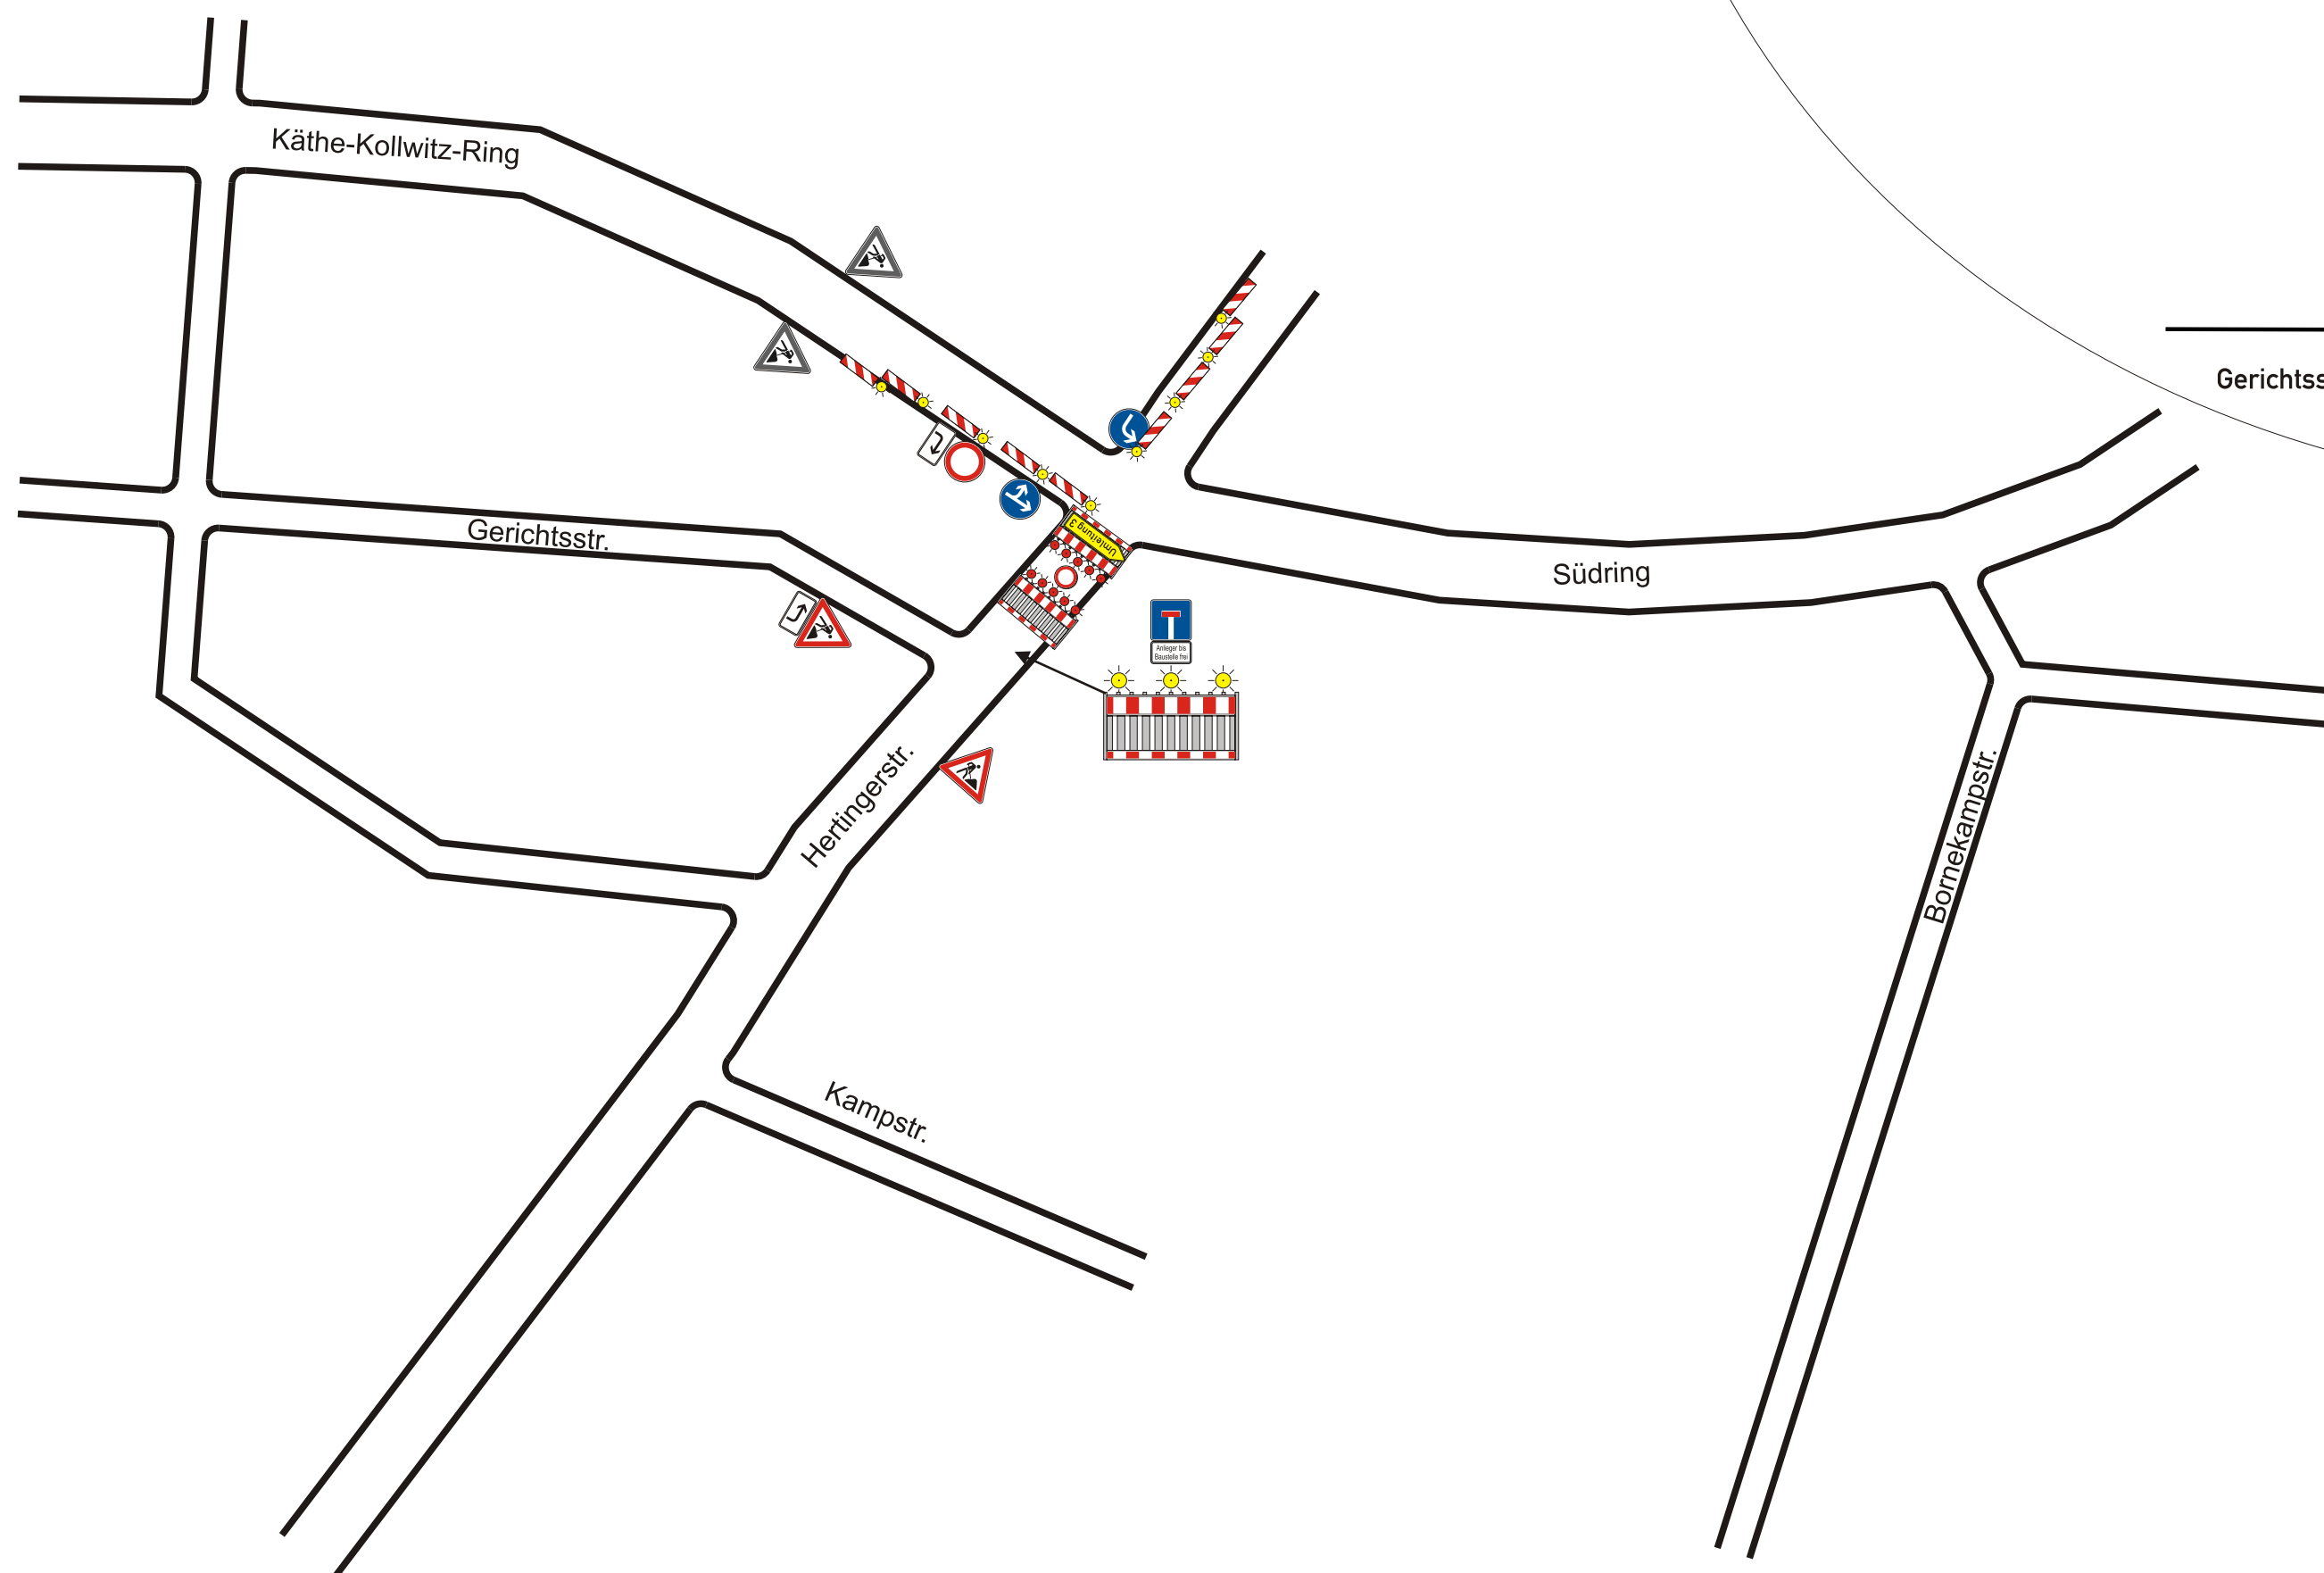 Käthe-Kollwitz-Ring
Gerichtss
Gerichtsstr.
Umleitung 3
Südring
Anlieger bis
Baustelle frei
Hertingerstr.
Bornekampstr.
Kampstr.